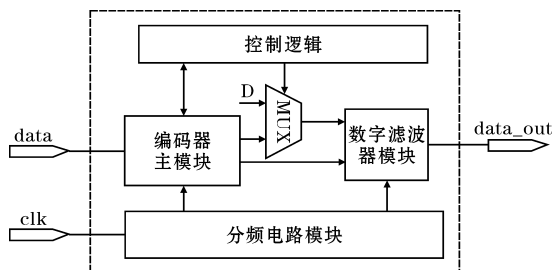 控制逻辑
D
MUX
data
编码器
主模块
数字滤波
器模块
data_out
clk
分频电路模块